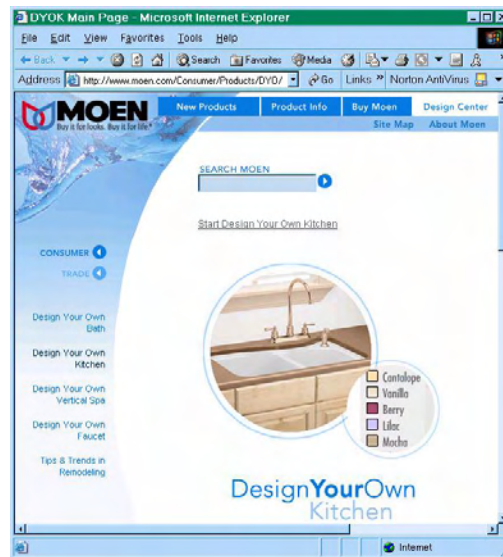 DYOK Main Page - Microsoft Internet Explorer
File Edit View Favorites Tools Help
Back Search Favorites Media
Address http://www.moen.com/Consumer/Products/DYO/ Go Links » Norton AntiVirus
MOEN
Buy it for looks. Buy it for life.®
New Products Product Info Buy Moen Design Center
Site Map About Moen
SEARCH MOEN
Start Design Your Own Kitchen
CONSUMER
TRADE
Design Your Own
Bath
Design Your Own
Kitchen
Design Your Own
Vertical Spa
Design Your Own
Faucet
Tips & Trends in
Remodeling
Cantalope
Vanilla
Berry
Lilac
Mocha
DesignYourOwn
Kitchen
Internet